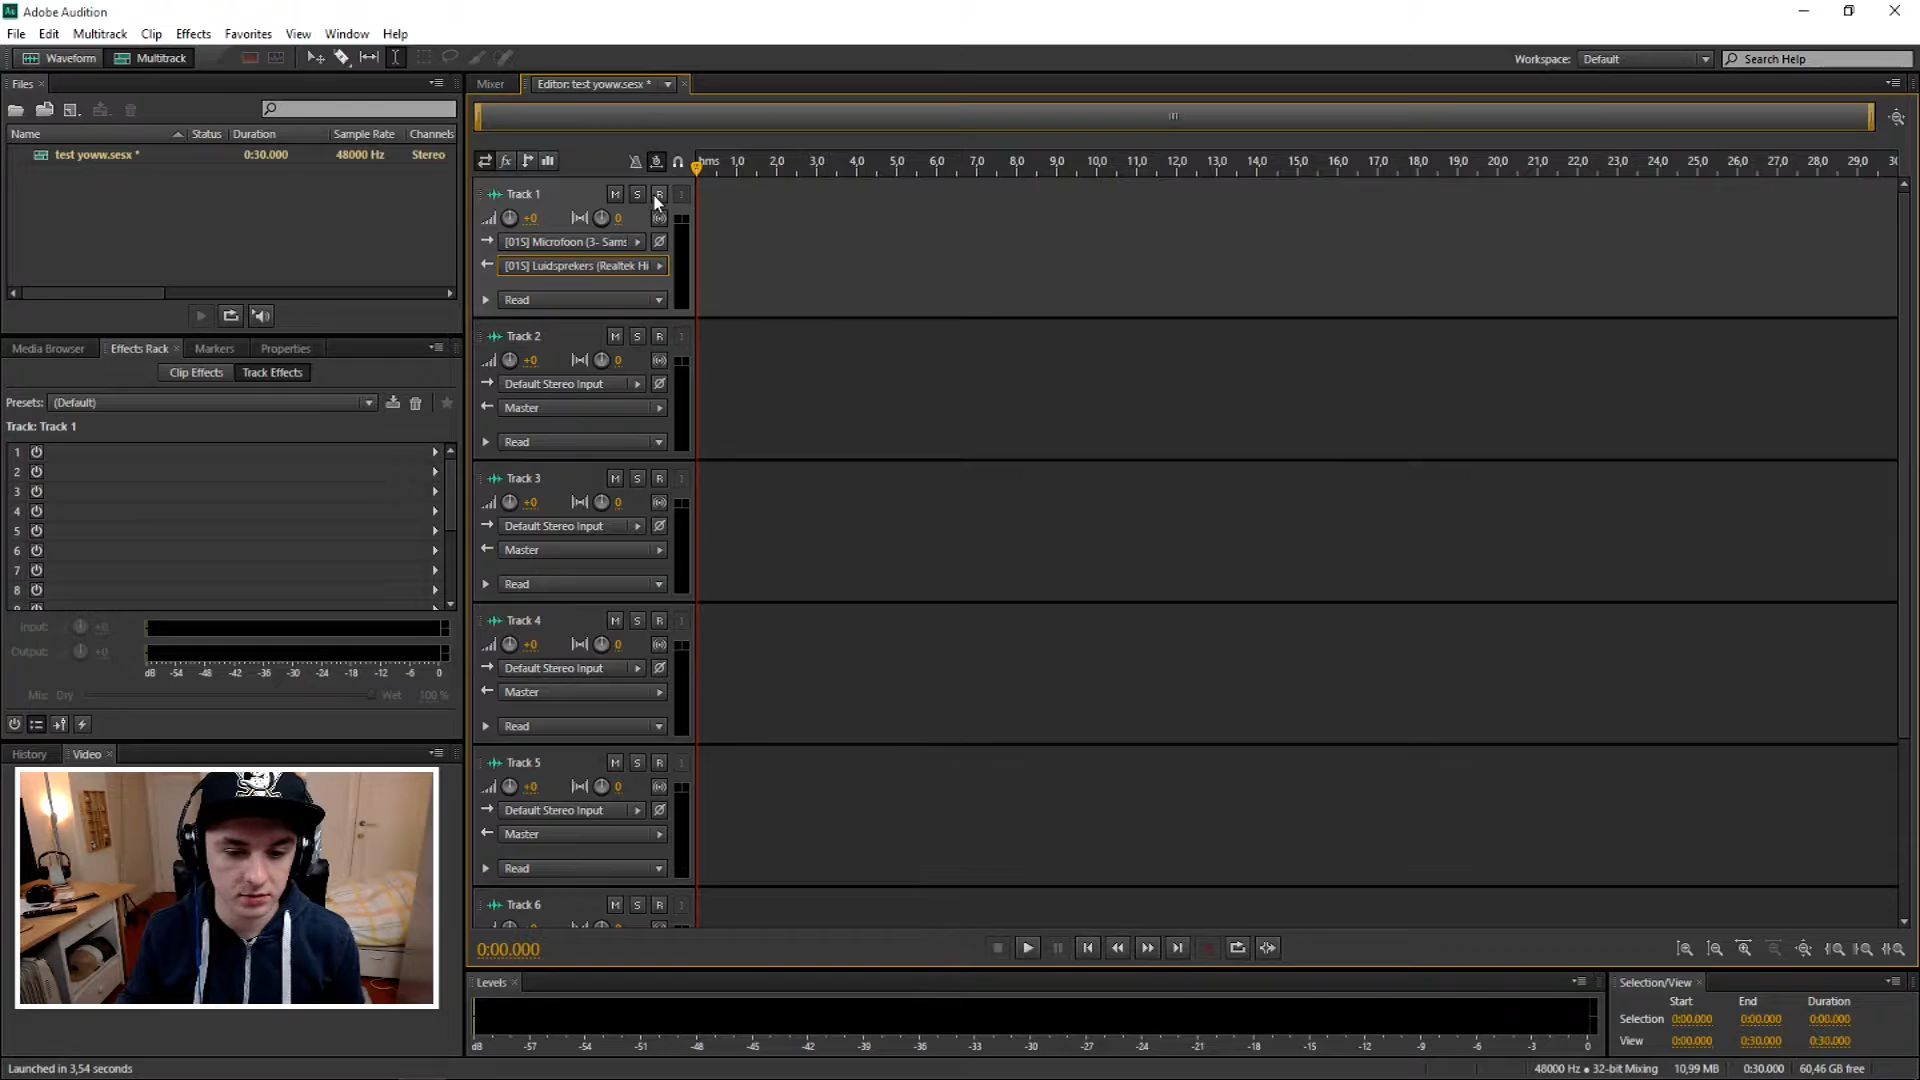 Au Adobe Audition
File Edit Multitrack Clip Effects Favorites View Window Help
Waveform Multitrack Workspace: Default Search Help
Files
Name Status Duration Sample Rate Channels
test yoww.sesx * 0:30.000 48000 Hz Stereo
Media Browser Effects Rack Markers Properties
Clip Effects Track Effects
Presets: (Default)
Track: Track 1
1
2
3
4
5
6
7
8
Input: +0
Output: +0
dB -54 -48 -42 -36 -30 -24 -18 -12 -6 0
Mix: Dry Wet 100 %
History Video
Mixer Editor: test yoww.sesx *
fx hms 1,0 2,0 3,0 4,0 5,0 6,0 7,0 8,0 9,0 10,0 11,0 12,0 13,0 14,0 15,0 16,0 17,0 18,0 19,0 20,0 21,0 22,0 23,0 24,0 25,0 26,0 27,0 28,0 29,0 30
Track 1 M S R I
+0 0
[01S] Microfoon (3- Sams
[01S] Luidsprekers (Realtek Hi
Read
Track 2 M S R I
+0 0
Default Stereo Input
Master
Read
Track 3 M S R I
+0 0
Default Stereo Input
Master
Read
Track 4 M S R I
+0 0
Default Stereo Input
Master
Read
Track 5 M S R I
+0 0
Default Stereo Input
Master
Read
Track 6 M S R I
0:00.000
Levels
dB -57 -54 -51 -48 -45 -42 -39 -36 -33 -30 -27 -24 -21 -18 -15 -12 -9 -6 -3 0
Selection/View
Start End Duration
Selection 0:00.000 0:00.000 0:00.000
View 0:00.000 0:30.000 0:30.000
Launched in 3,54 seconds 48000 Hz • 32-bit Mixing 10,99 MB 0:30.000 60,46 GB free